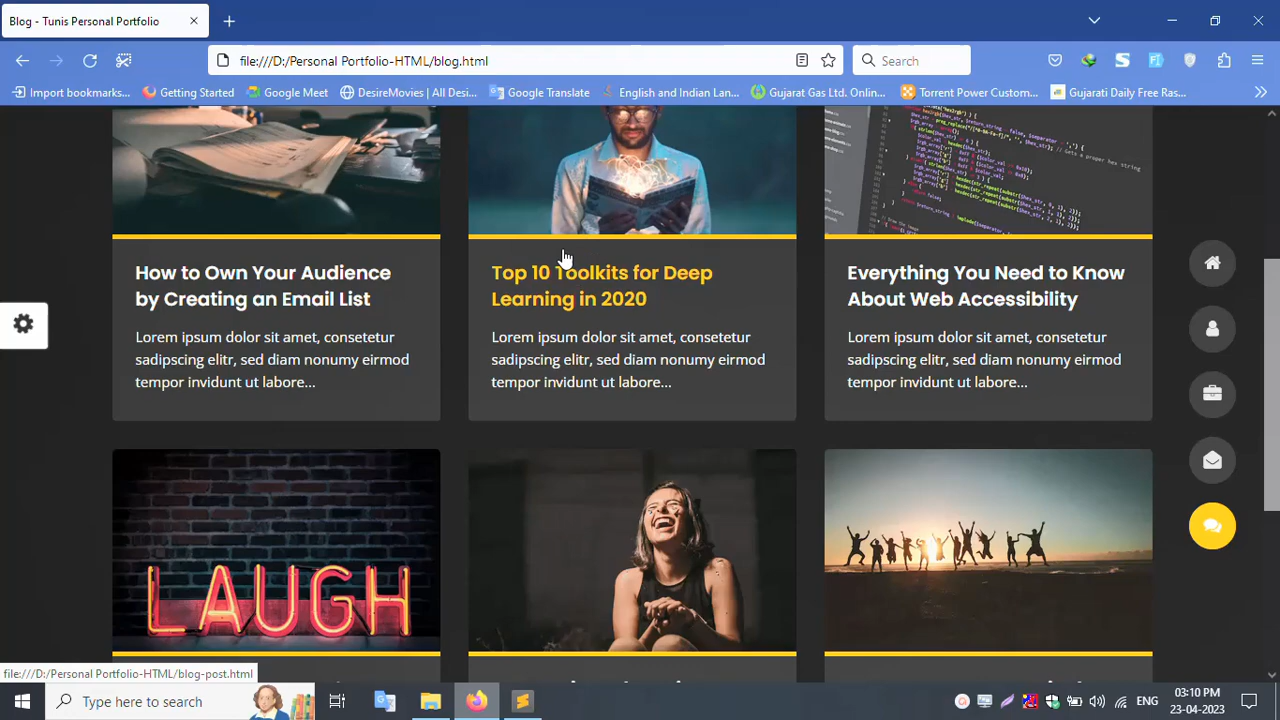 Blog - Tunis Personal Portfolio
file:///D:/Personal Portfolio-HTML/blog.html
Search
Import bookmarks...
Getting Started
Google Meet
DesireMovies | All Desi...
Google Translate
English and Indian Lan...
Gujarat Gas Ltd. Onlin...
Torrent Power Custom...
Gujarati Daily Free Ras...
How to Own Your Audience
by Creating an Email List
Lorem ipsum dolor sit amet, consetetur
sadipscing elitr, sed diam nonumy eirmod
tempor invidunt ut labore...
Top 10 Toolkits for Deep
Learning in 2020
Lorem ipsum dolor sit amet, consetetur
sadipscing elitr, sed diam nonumy eirmod
tempor invidunt ut labore...
Everything You Need to Know
About Web Accessibility
Lorem ipsum dolor sit amet, consetetur
sadipscing elitr, sed diam nonumy eirmod
tempor invidunt ut labore...
LAUGH
file:///D:/Personal Portfolio-HTML/blog-post.html
Type here to search
ENG
03:10 PM
23-04-2023